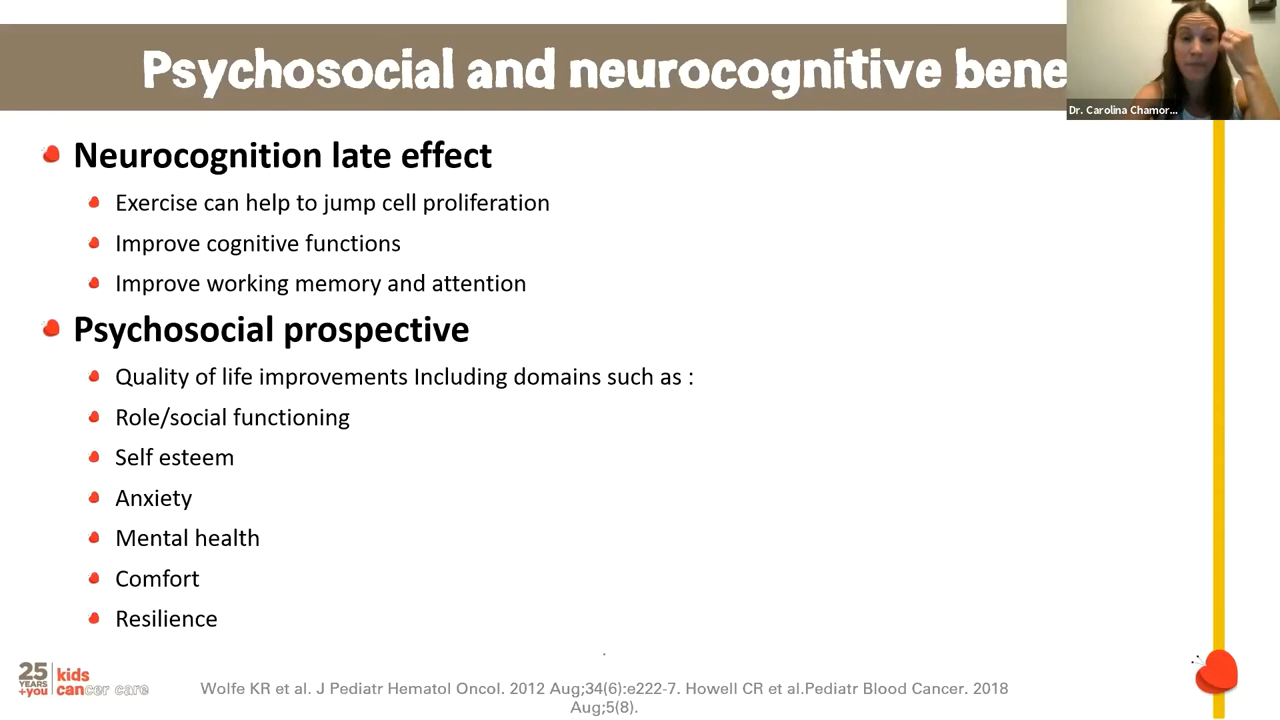 Psychosocial and neurocognitive bene
Dr. Carolina Chamor...
Neurocognition late effect
Exercise can help to jump cell proliferation
Improve cognitive functions
Improve working memory and attention
Psychosocial prospective
Quality of life improvements Including domains such as :
Role/social functioning
Self esteem
Anxiety
Mental health
Comfort
Resilience
.
25
YEARS
+you
kids
cancer care
Wolfe KR et al. J Pediatr Hematol Oncol. 2012 Aug;34(6):e222-7. Howell CR et al.Pediatr Blood Cancer. 2018
Aug;5(8).